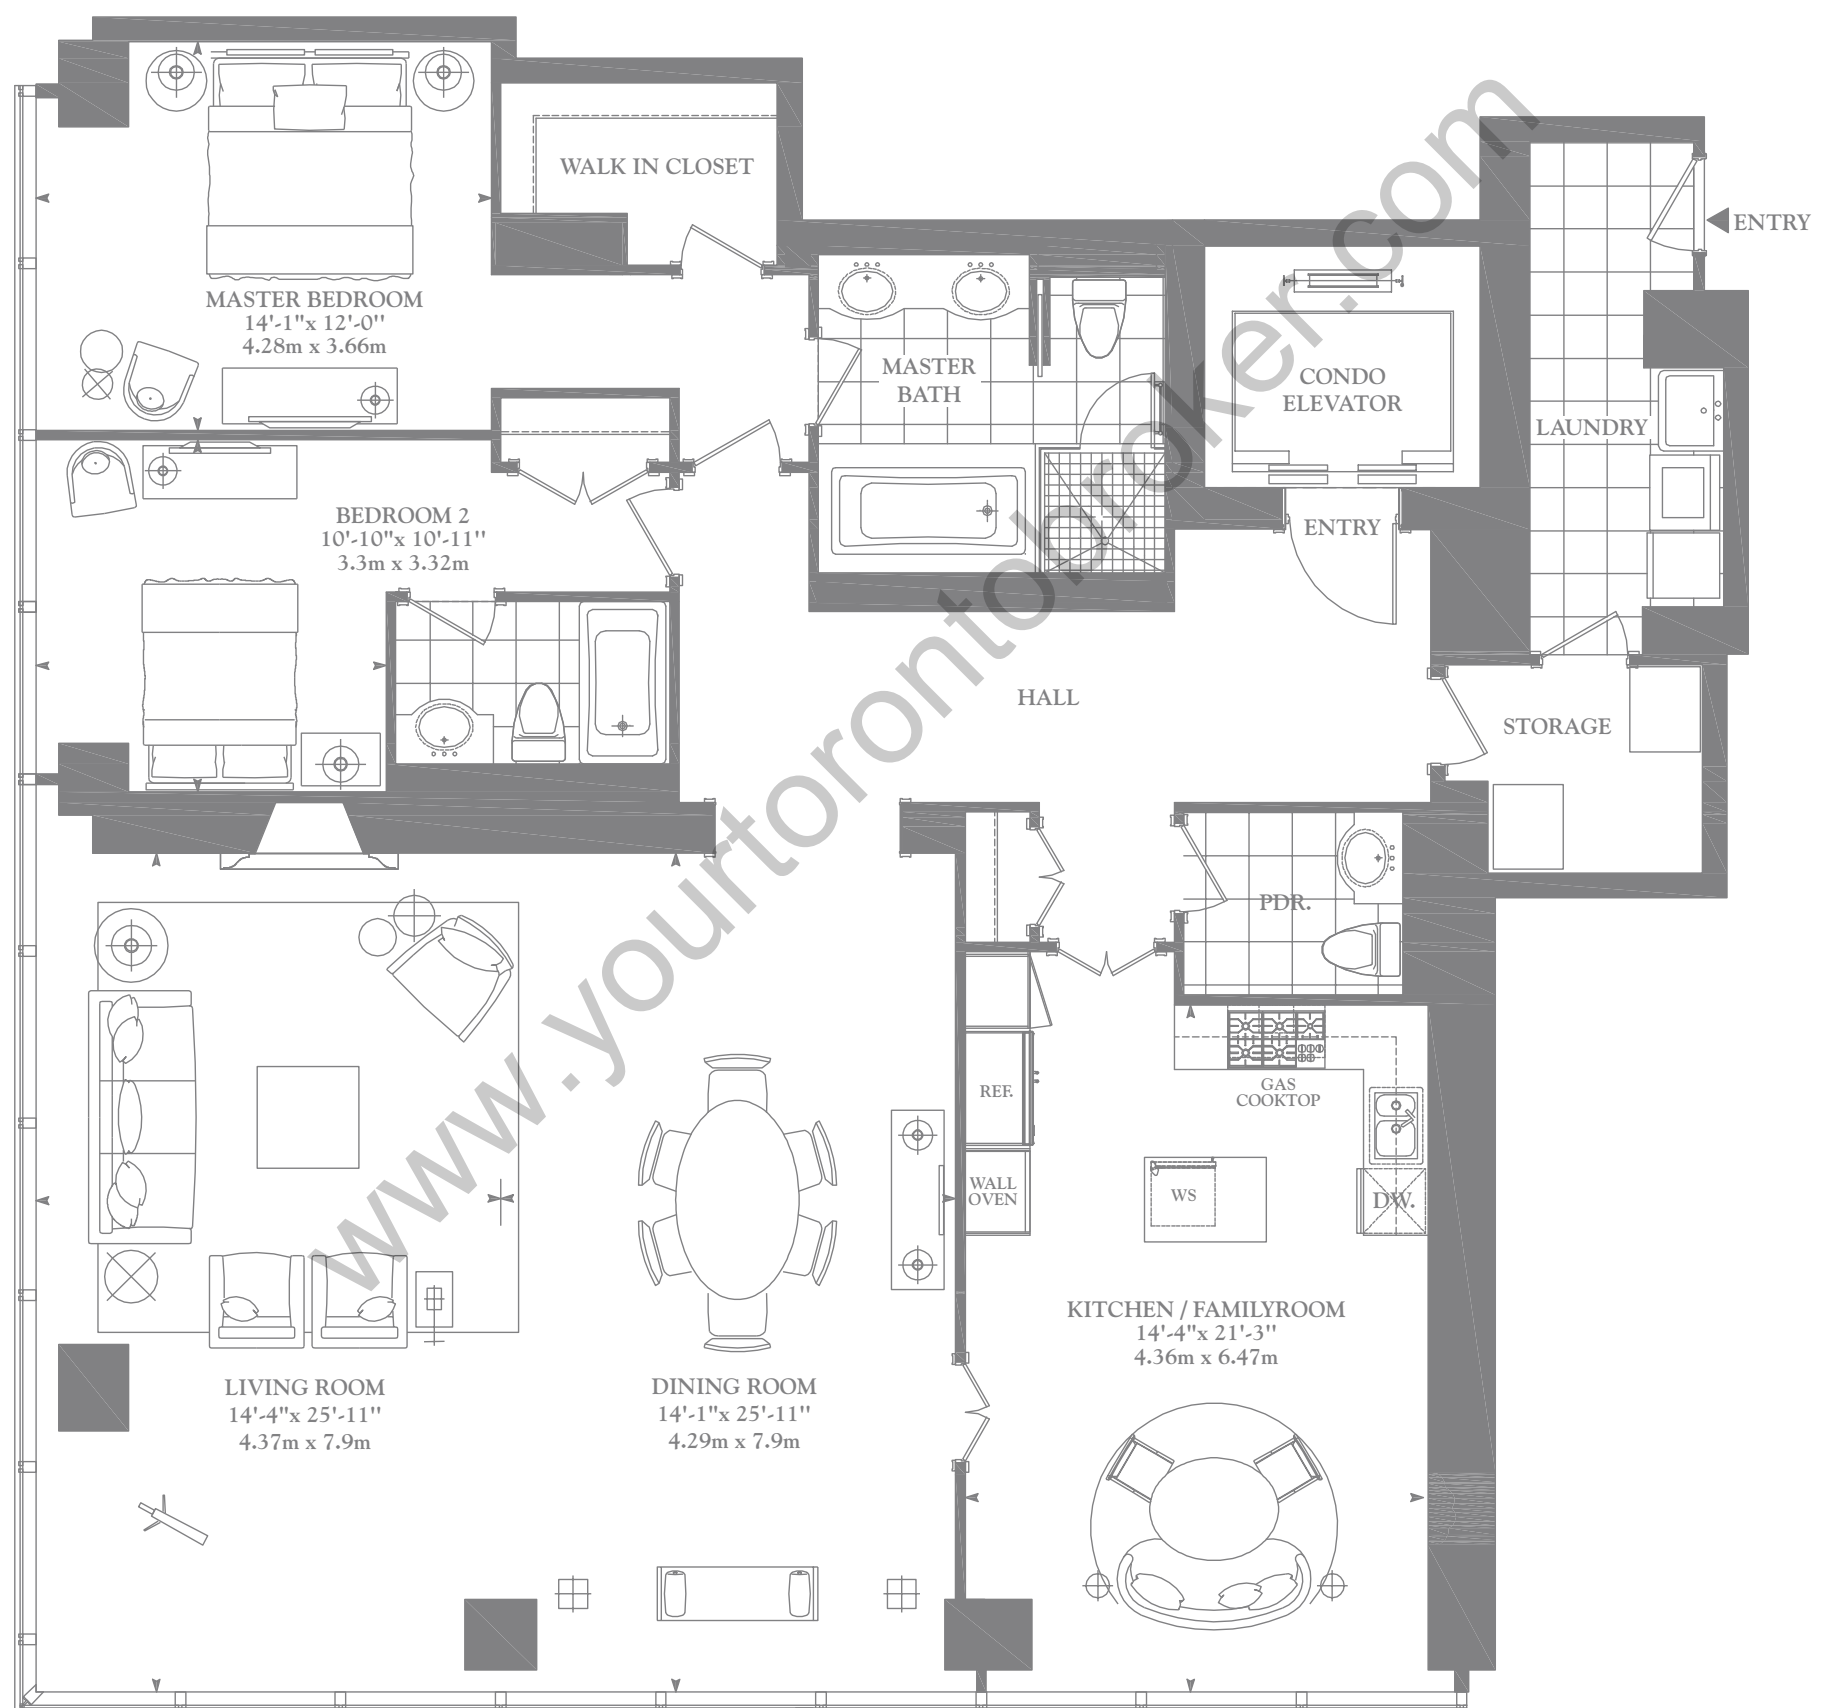 WALK IN CLOSET
ENTRY
MASTER BEDROOM
14'-1"x 12'-0"
4.28m x 3.66m
MASTER
BATH
CONDO
ELEVATOR
LAUNDRY
BEDROOM 2
10'-10"x 10'-11"
3.3m x 3.32m
ENTRY
HALL
STORAGE
PDR.
GAS
COOKTOP
REF.
WALL
OVEN
WS
DW.
KITCHEN / FAMILYROOM
14'-4"x 21'-3"
4.36m x 6.47m
LIVING ROOM
14'-4"x 25'-11"
4.37m x 7.9m
DINING ROOM
14'-1"x 25'-11"
4.29m x 7.9m
www.yourtorontobroker.com